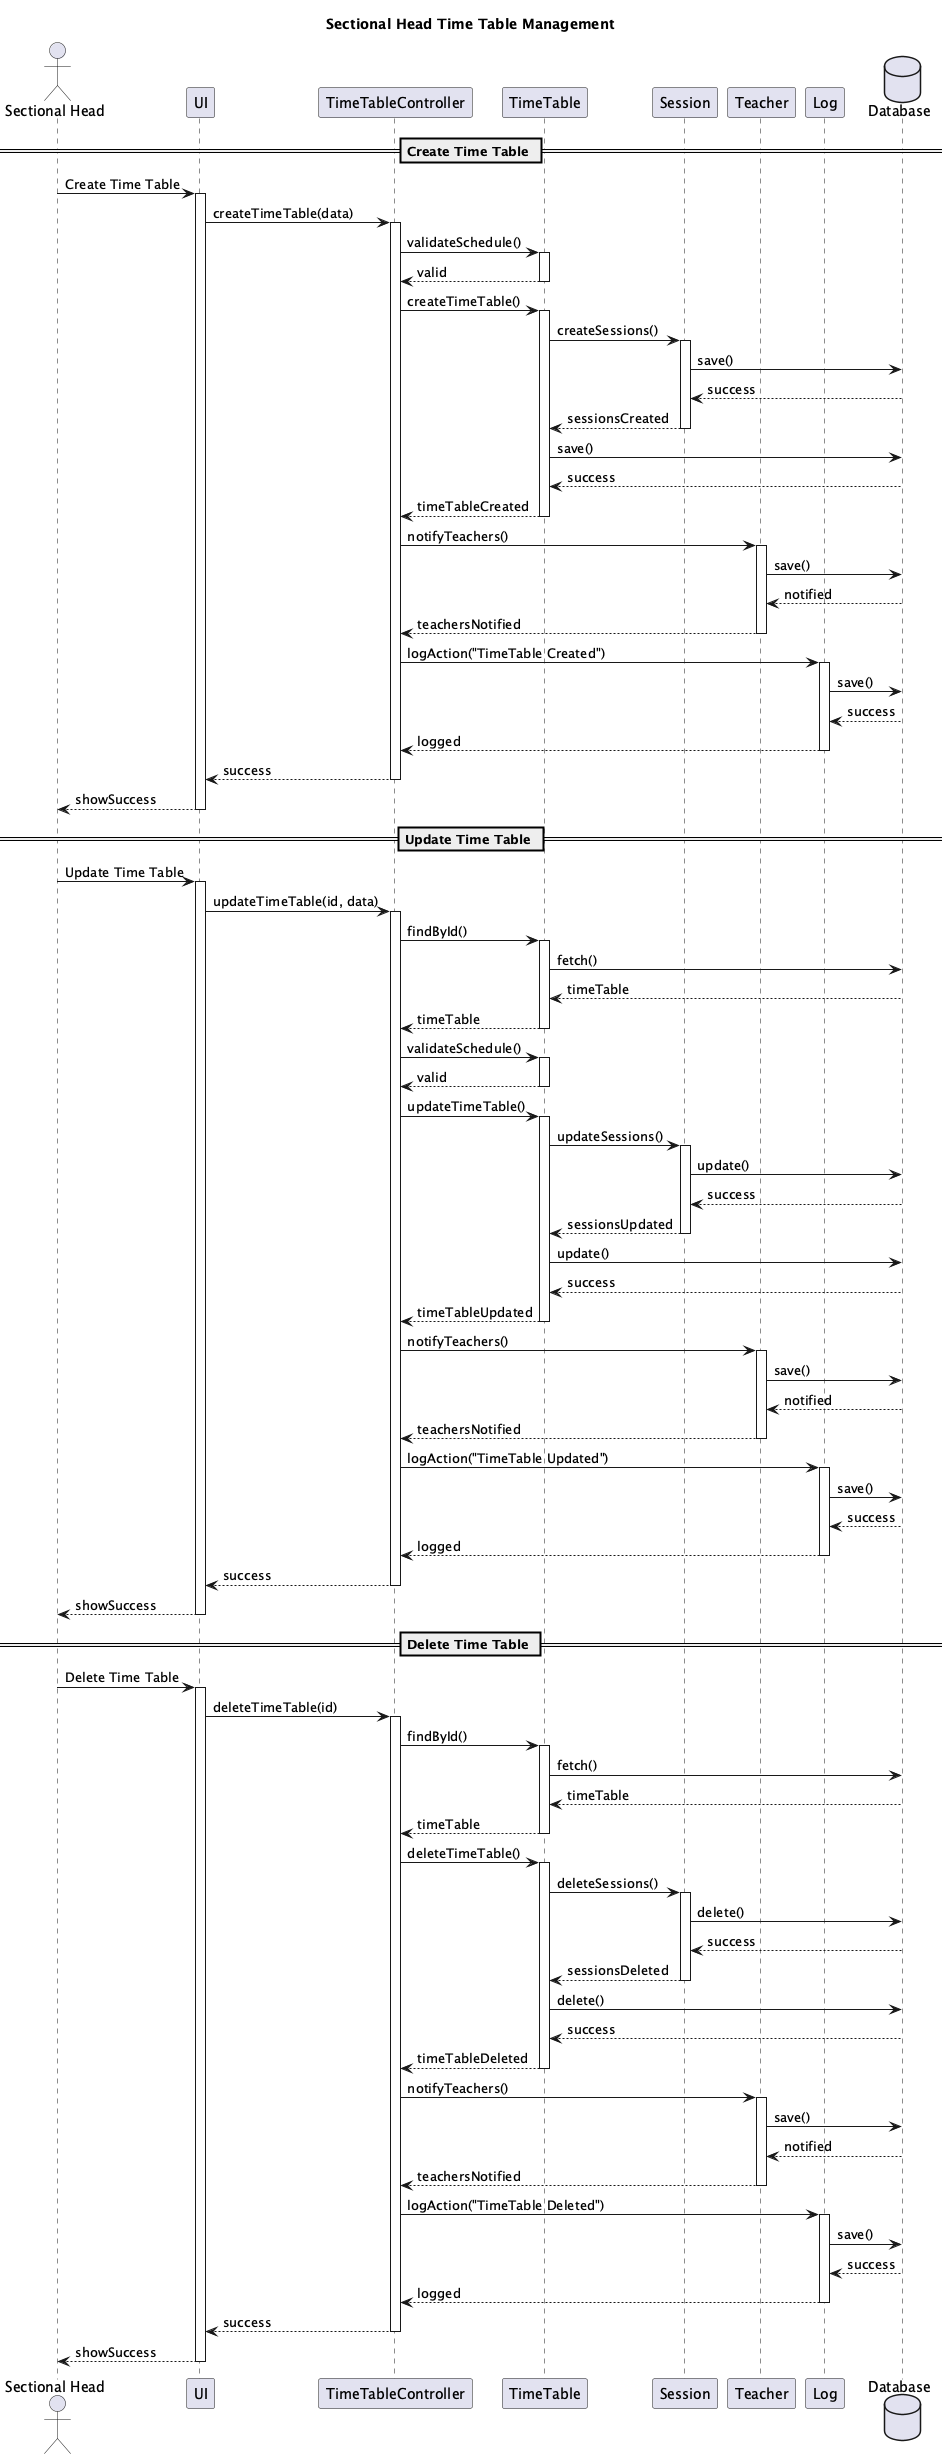 Sectional Head Time Table Management
Sectional Head
UI
TimeTableController
TimeTable
Session
Teacher
Log
Database
Create Time Table
Create Time Table
createTimeTable(data)
validateSchedule()
valid
createTimeTable()
createSessions()
save()
success
sessionsCreated
save()
success
timeTableCreated
notifyTeachers()
save()
notified
teachersNotified
logAction("TimeTable Created")
save()
success
logged
success
showSuccess
Update Time Table
Update Time Table
updateTimeTable(id, data)
findById()
fetch()
timeTable
timeTable
validateSchedule()
valid
updateTimeTable()
updateSessions()
update()
success
sessionsUpdated
update()
success
timeTableUpdated
notifyTeachers()
save()
notified
teachersNotified
logAction("TimeTable Updated")
save()
success
logged
success
showSuccess
Delete Time Table
Delete Time Table
deleteTimeTable(id)
findById()
fetch()
timeTable
timeTable
deleteTimeTable()
deleteSessions()
delete()
success
sessionsDeleted
delete()
success
timeTableDeleted
notifyTeachers()
save()
notified
teachersNotified
logAction("TimeTable Deleted")
save()
success
logged
success
showSuccess
Sectional Head
UI
TimeTableController
TimeTable
Session
Teacher
Log
Database